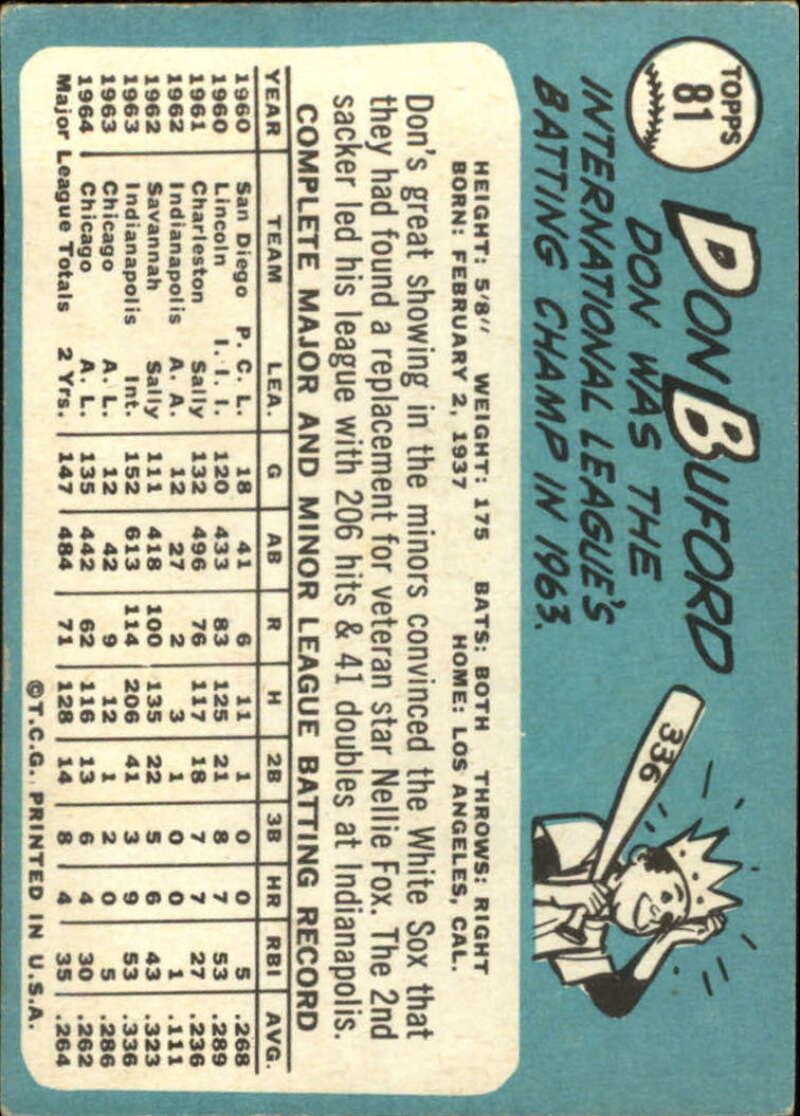 TOPPS
81
DON BUFORD
DON WAS THE
INTERNATIONAL LEAGUE'S
BATTING CHAMP IN 1963.
336
HEIGHT: 5'8" WEIGHT: 175 BATS: BOTH THROWS: RIGHT
BORN: FEBRUARY 2, 1937 HOME: LOS ANGELES, CAL.
Don's great showing in the minors convinced the White Sox that
they had found a replacement for veteran star Nellie Fox. The 2nd
sacker led his league with 206 hits & 41 doubles at Indianapolis.
COMPLETE MAJOR AND MINOR LEAGUE BATTING RECORD
YEAR TEAM LEA. G AB R H 2B 3B HR RBI AVG.
1960 San Diego P. C. L. 18 41 6 11 1 0 0 5 .268
1960 Lincoln I. I. I. 120 433 83 125 21 8 7 53 .289
1961 Charleston Sally 132 496 76 117 18 7 7 27 .236
1962 Indianapolis A. A. 12 27 2 3 1 0 0 1 .111
1962 Savannah Sally 111 418 100 135 22 5 6 43 .323
1963 Indianapolis Int. 152 613 114 206 41 3 9 53 .336
1963 Chicago A. L. 12 42 9 12 1 2 0 5 .286
1964 Chicago A. L. 135 442 62 116 13 6 4 30 .262
Major League Totals 2 Yrs. 147 484 71 128 14 8 4 35 .264
©T.C.G. PRINTED IN U.S.A.